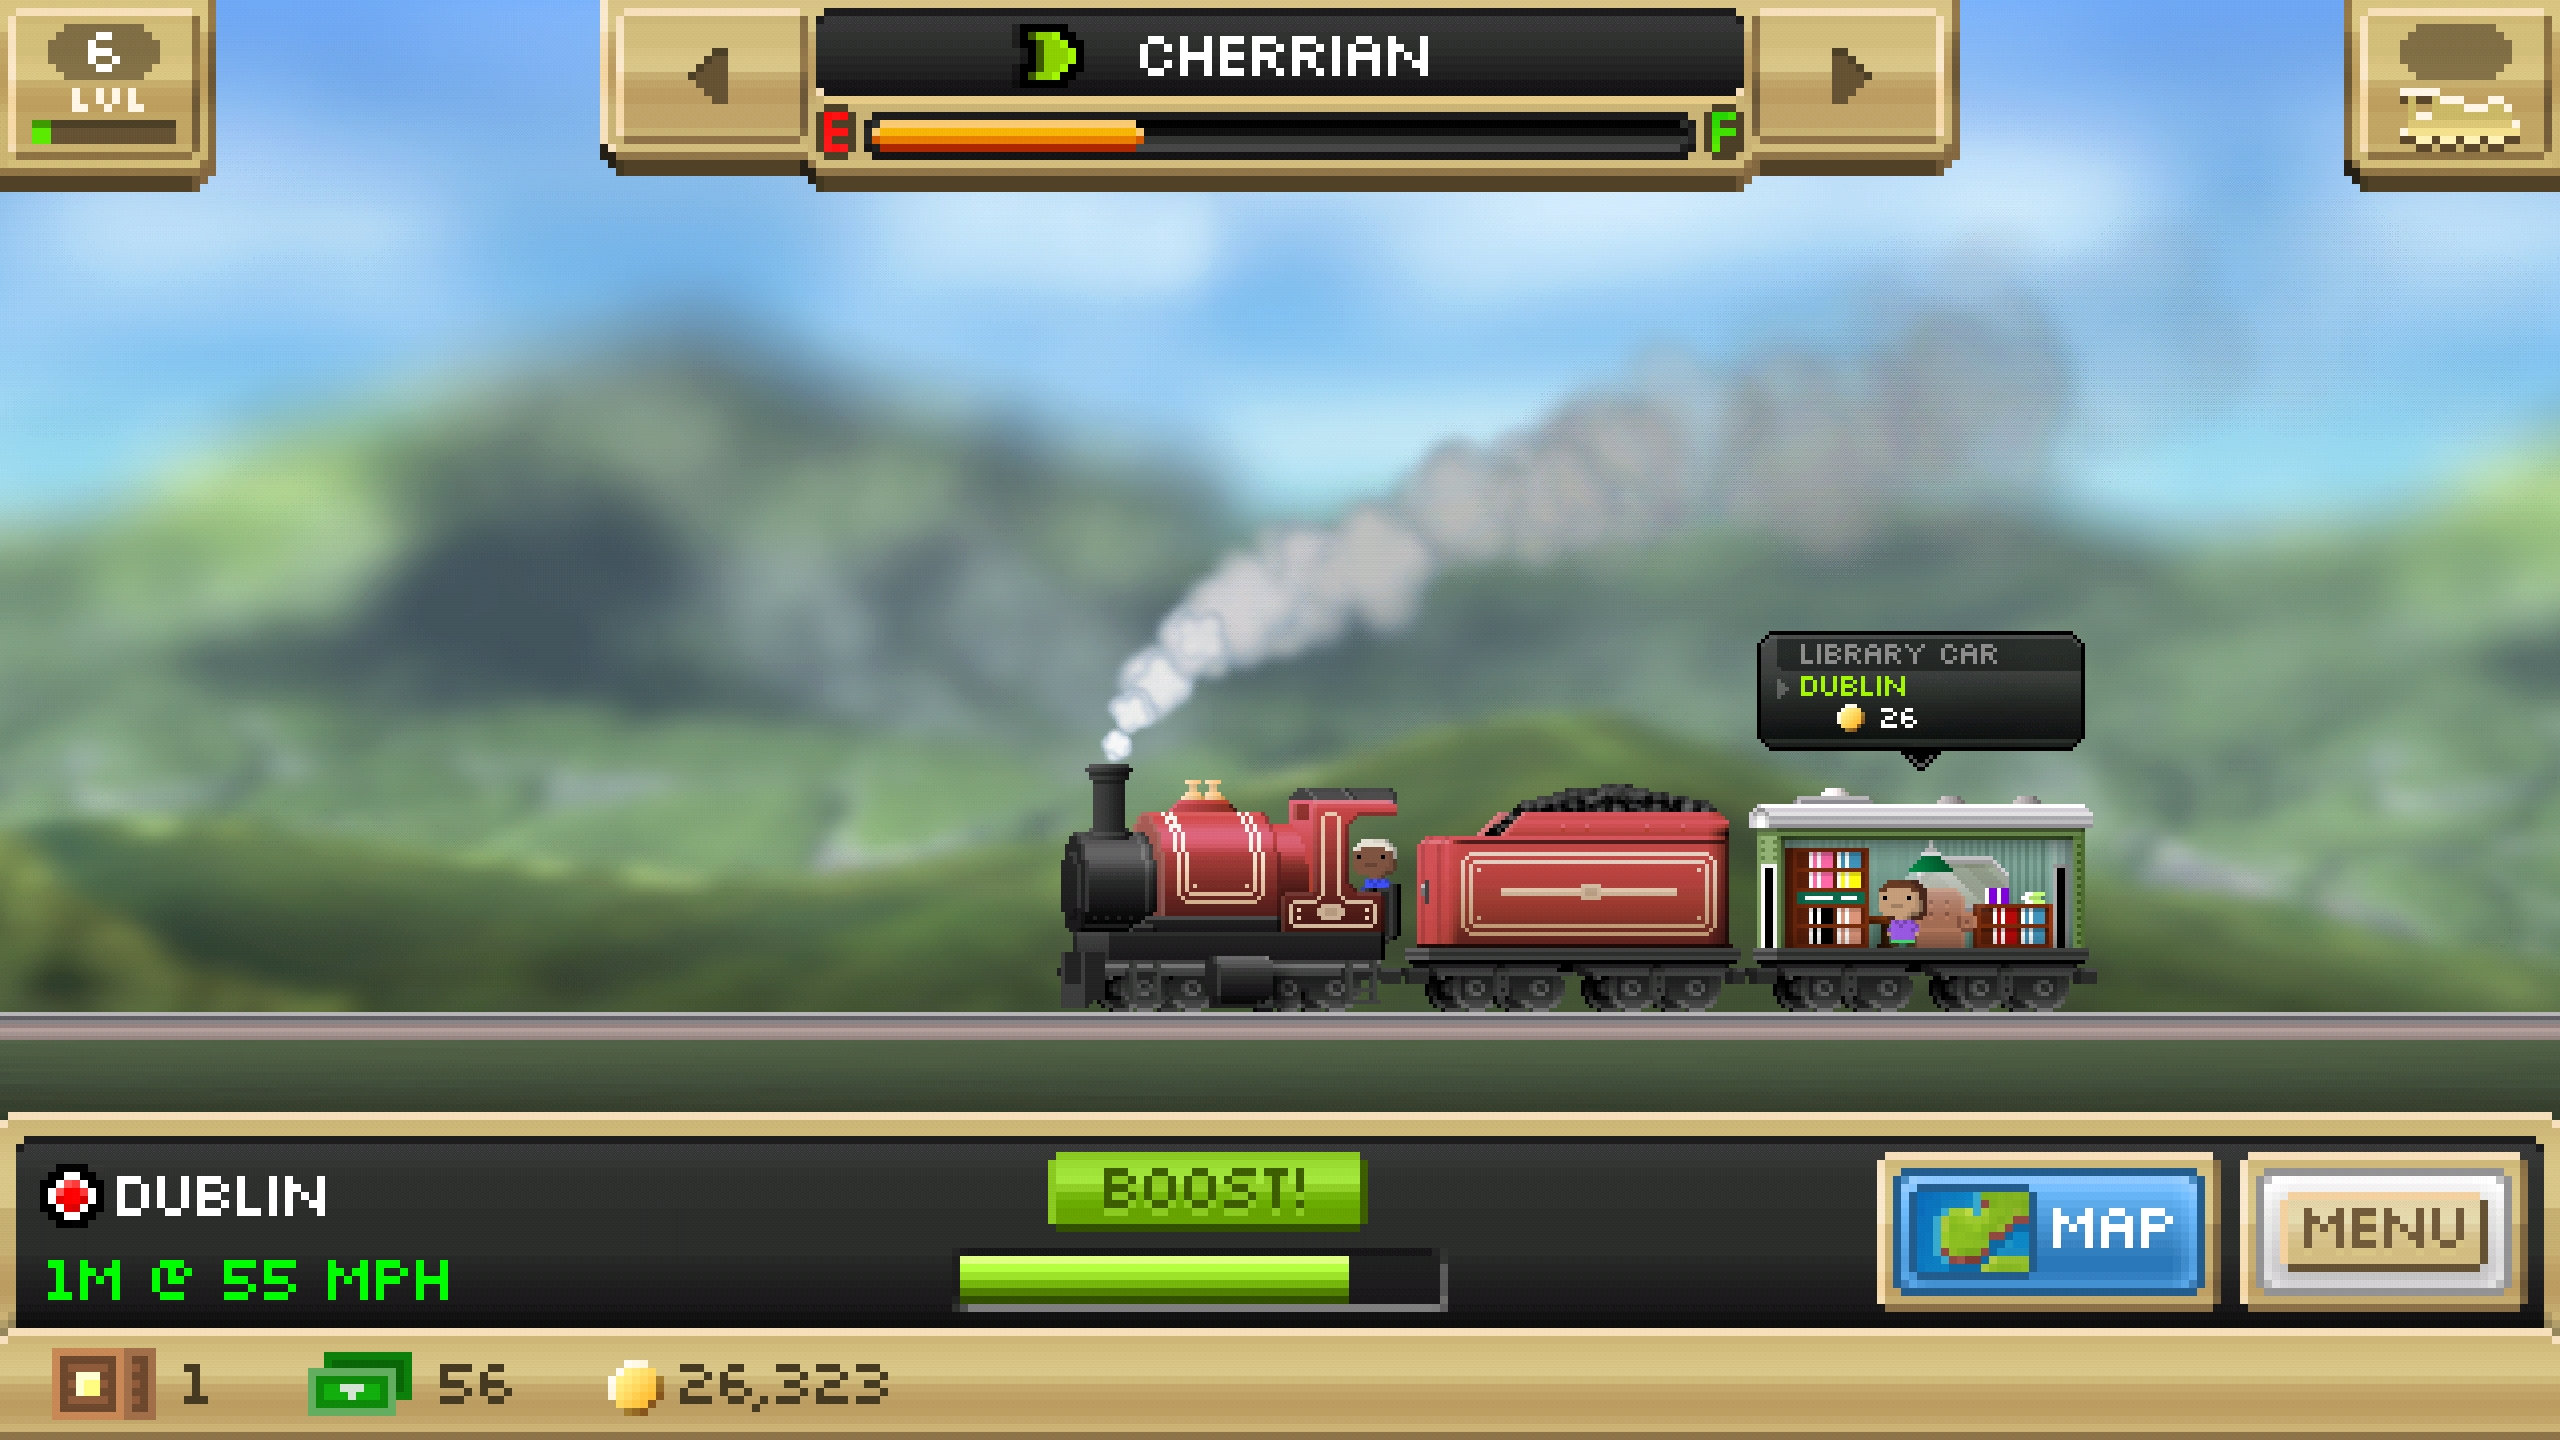 6
LVL
CHERRIAN
E F
LIBRARY CAR
DUBLIN
26
DUBLIN
1M @ 55 MPH
BOOST!
MAP
MENU
1
56
26,323